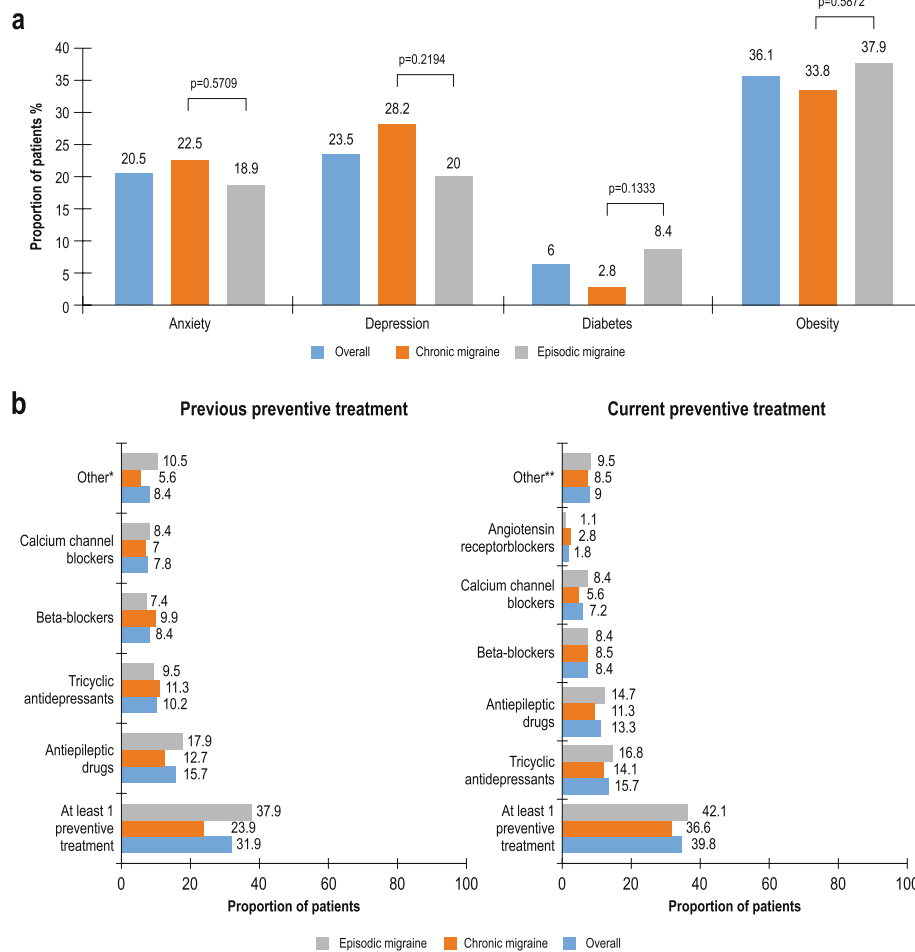 a
p=0.5872
p=0.5709
p=0.2194
p=0.1333
Proportion of patients %
40
35
30
25
20
15
10
5
0
20.5
22.5
18.9
23.5
28.2
20
6
2.8
8.4
36.1
33.8
37.9
Anxiety
Depression
Diabetes
Obesity
Overall
Chronic migraine
Episodic migraine
b
Previous preventive treatment
Other*
10.5
5.6
8.4
Calcium channel
blockers
8.4
7
7.8
Beta-blockers
7.4
9.9
8.4
Tricyclic
antidepressants
9.5
11.3
10.2
Antiepileptic
drugs
17.9
12.7
15.7
At least 1
preventive
treatment
37.9
23.9
31.9
0
20
40
60
80
100
Proportion of patients
Current preventive treatment
Other**
9.5
8.5
9
Angiotensin
receptorblockers
1.1
2.8
1.8
Calcium channel
blockers
8.4
5.6
7.2
Beta-blockers
8.4
8.5
8.4
Antiepileptic
drugs
14.7
11.3
13.3
Tricyclic
antidepressants
16.8
14.1
15.7
At least 1
preventive
treatment
42.1
36.6
39.8
0
20
40
60
80
100
Proportion of patients
Episodic migraine
Chronic migraine
Overall